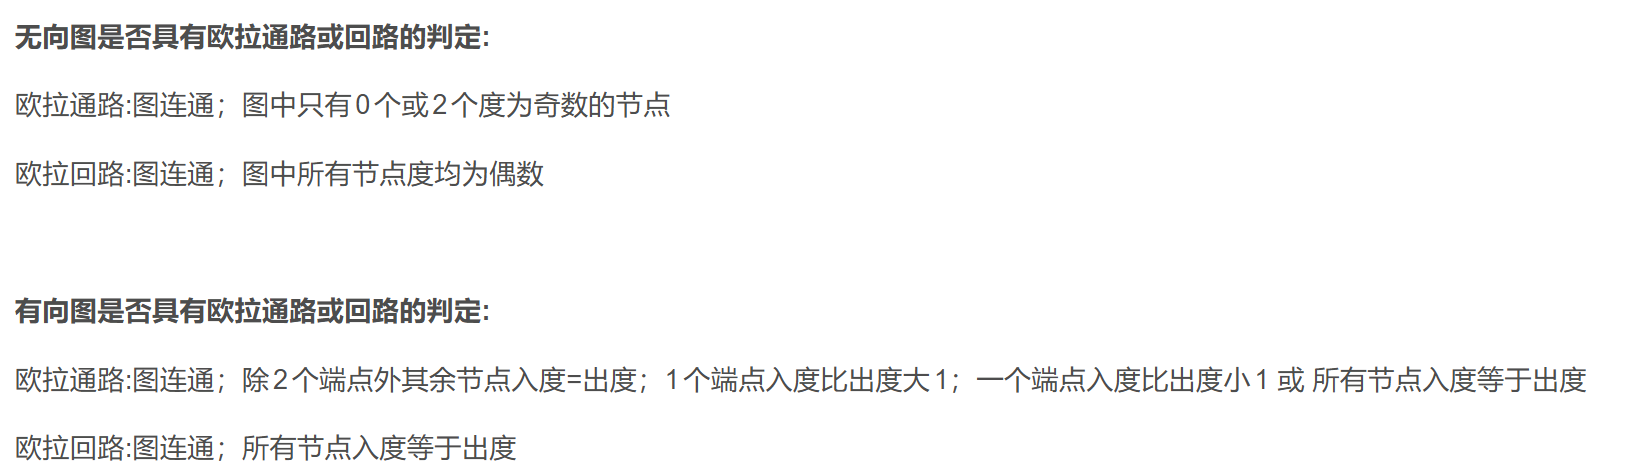 无向图是否具有欧拉通路或回路的判定:
欧拉通路:图连通；图中只有0个或2个度为奇数的节点
欧拉回路:图连通；图中所有节点度均为偶数
有向图是否具有欧拉通路或回路的判定:
欧拉通路:图连通；除2个端点外其余节点入度=出度；1个端点入度比出度大1；一个端点入度比出度小1 或 所有节点入度等于出度
欧拉回路:图连通；所有节点入度等于出度